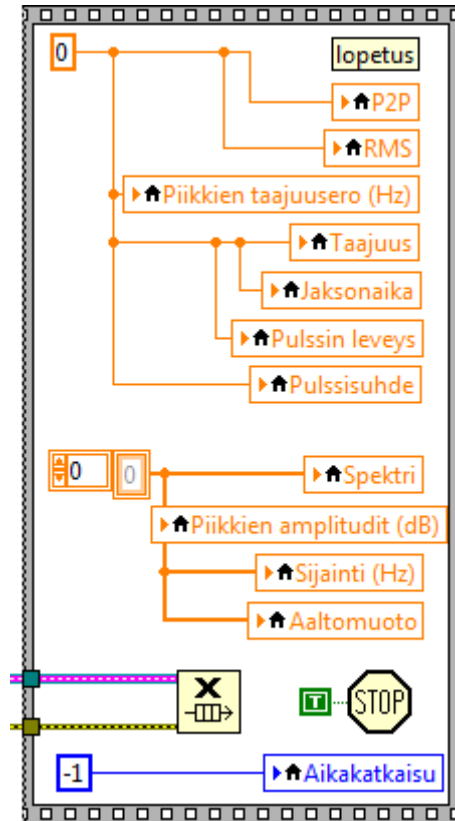 0
lopetus
P2P
RMS
Piikkien taajuusero (Hz)
Taajuus
Jaksonaika
Pulssin leveys
Pulssisuhde
0 0
Spektri
Piikkien amplitudit (dB)
Sijainti (Hz)
Aaltomuoto
X
T STOP
-1
Aikakatkaisu